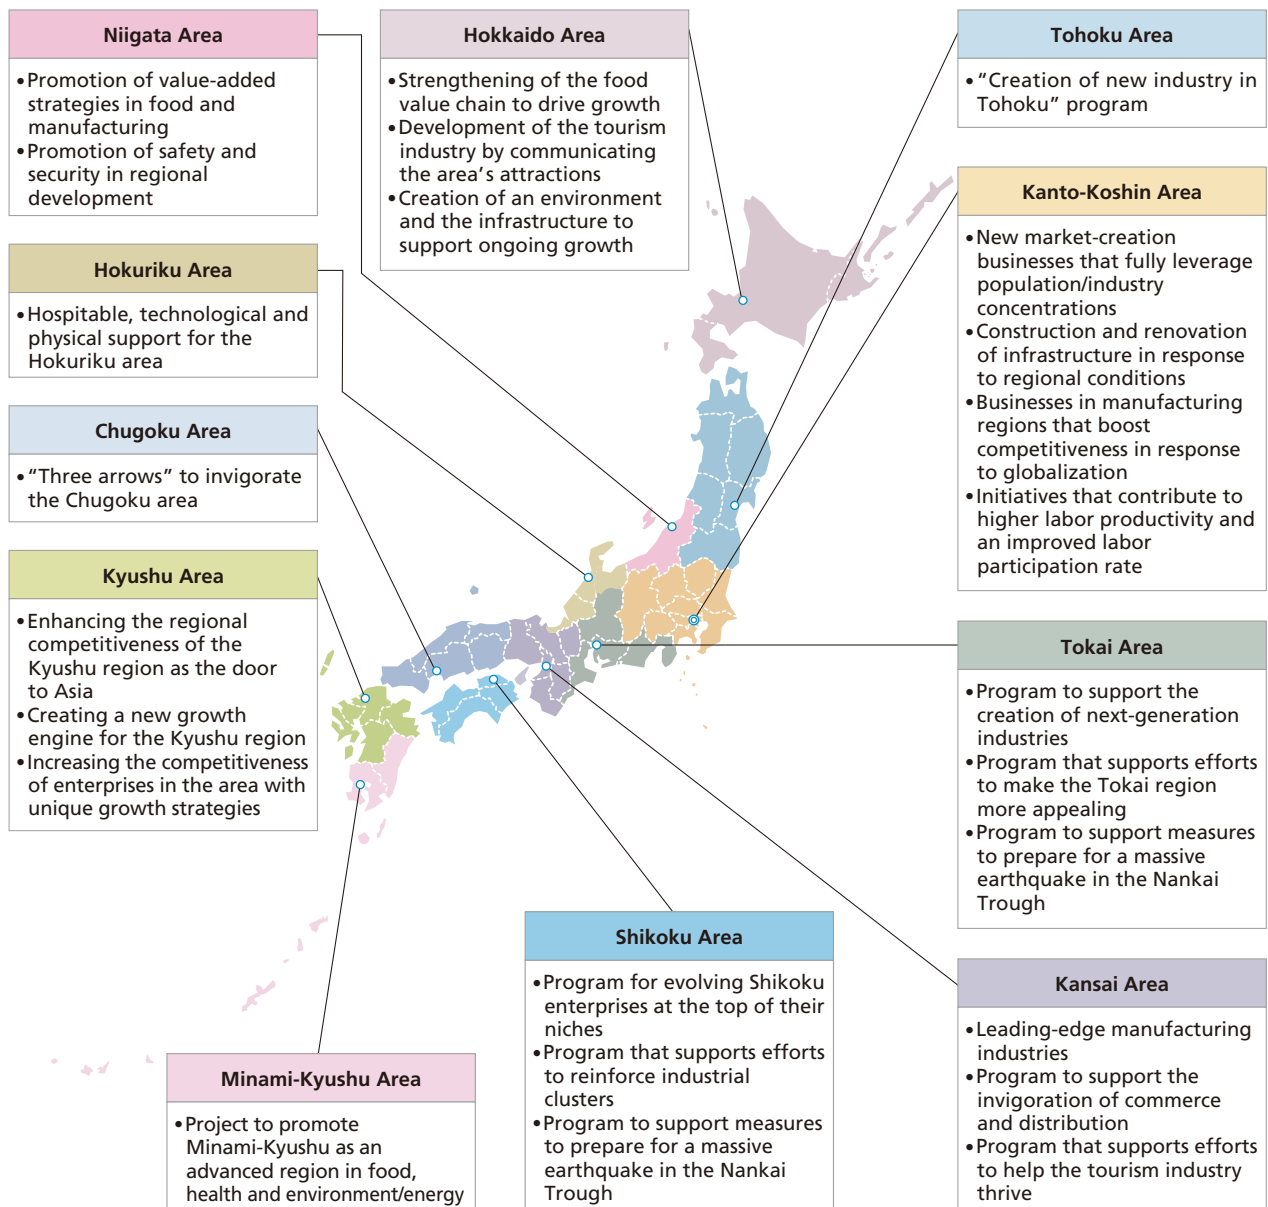 Niigata Area
•Promotion of value-added
strategies in food and
manufacturing
•Promotion of safety and
security in regional
development
Hokuriku Area
•Hospitable, technological and
physical support for the
Hokuriku area
Chugoku Area
•“Three arrows” to invigorate
the Chugoku area
Kyushu Area
•Enhancing the regional
competitiveness of the
Kyushu region as the door
to Asia
•Creating a new growth
engine for the Kyushu region
•Increasing the competitiveness
of enterprises in the area with
unique growth strategies
Minami-Kyushu Area
•Project to promote
Minami-Kyushu as an
advanced region in food,
health and environment/energy
Hokkaido Area
•Strengthening of the food
value chain to drive growth
•Development of the tourism
industry by communicating
the area’s attractions
•Creation of an environment
and the infrastructure to
support ongoing growth
Shikoku Area
•Program for evolving Shikoku
enterprises at the top of their
niches
•Program that supports efforts
to reinforce industrial
clusters
•Program to support measures
to prepare for a massive
earthquake in the Nankai
Trough
Tohoku Area
•“Creation of new industry in
Tohoku” program
Kanto-Koshin Area
•New market-creation
businesses that fully leverage
population/industry
concentrations
•Construction and renovation
of infrastructure in response
to regional conditions
•Businesses in manufacturing
regions that boost
competitiveness in response
to globalization
•Initiatives that contribute to
higher labor productivity and
an improved labor
participation rate
Tokai Area
•Program to support the
creation of next-generation
industries
•Program that supports efforts
to make the Tokai region
more appealing
•Program to support measures
to prepare for a massive
earthquake in the Nankai
Trough
Kansai Area
•Leading-edge manufacturing
industries
•Program to support the
invigoration of commerce
and distribution
•Program that supports efforts
to help the tourism industry
thrive